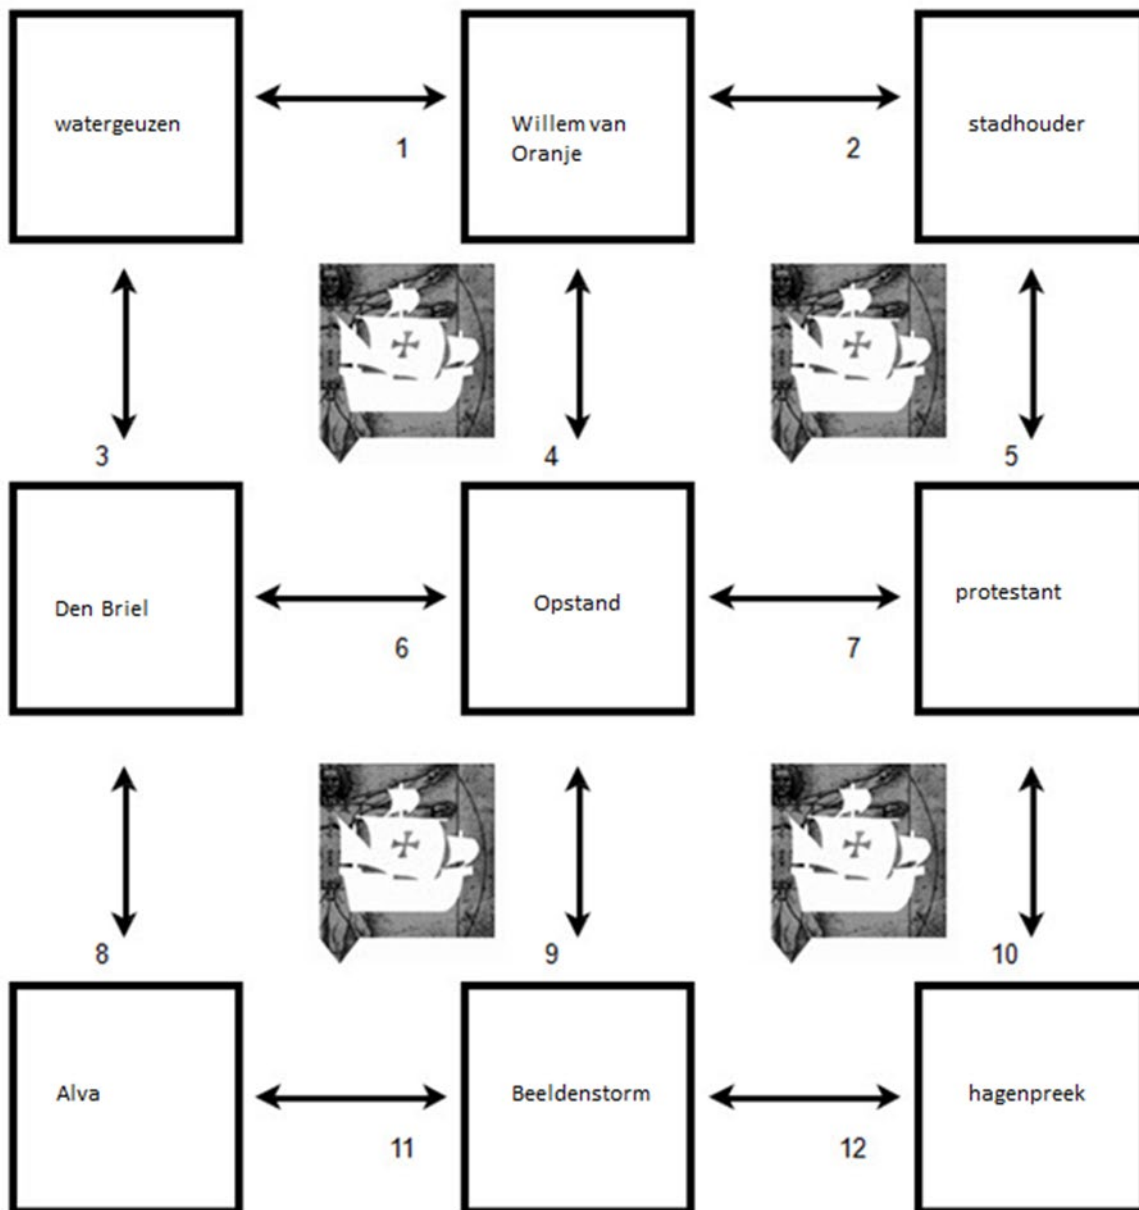 watergeuzen
Willem van
Oranje
stadhouder
1
2
3
4
5
Den Briel
Opstand
protestant
6
7
8
9
10
Alva
Beeldenstorm
hagenpreek
11
12